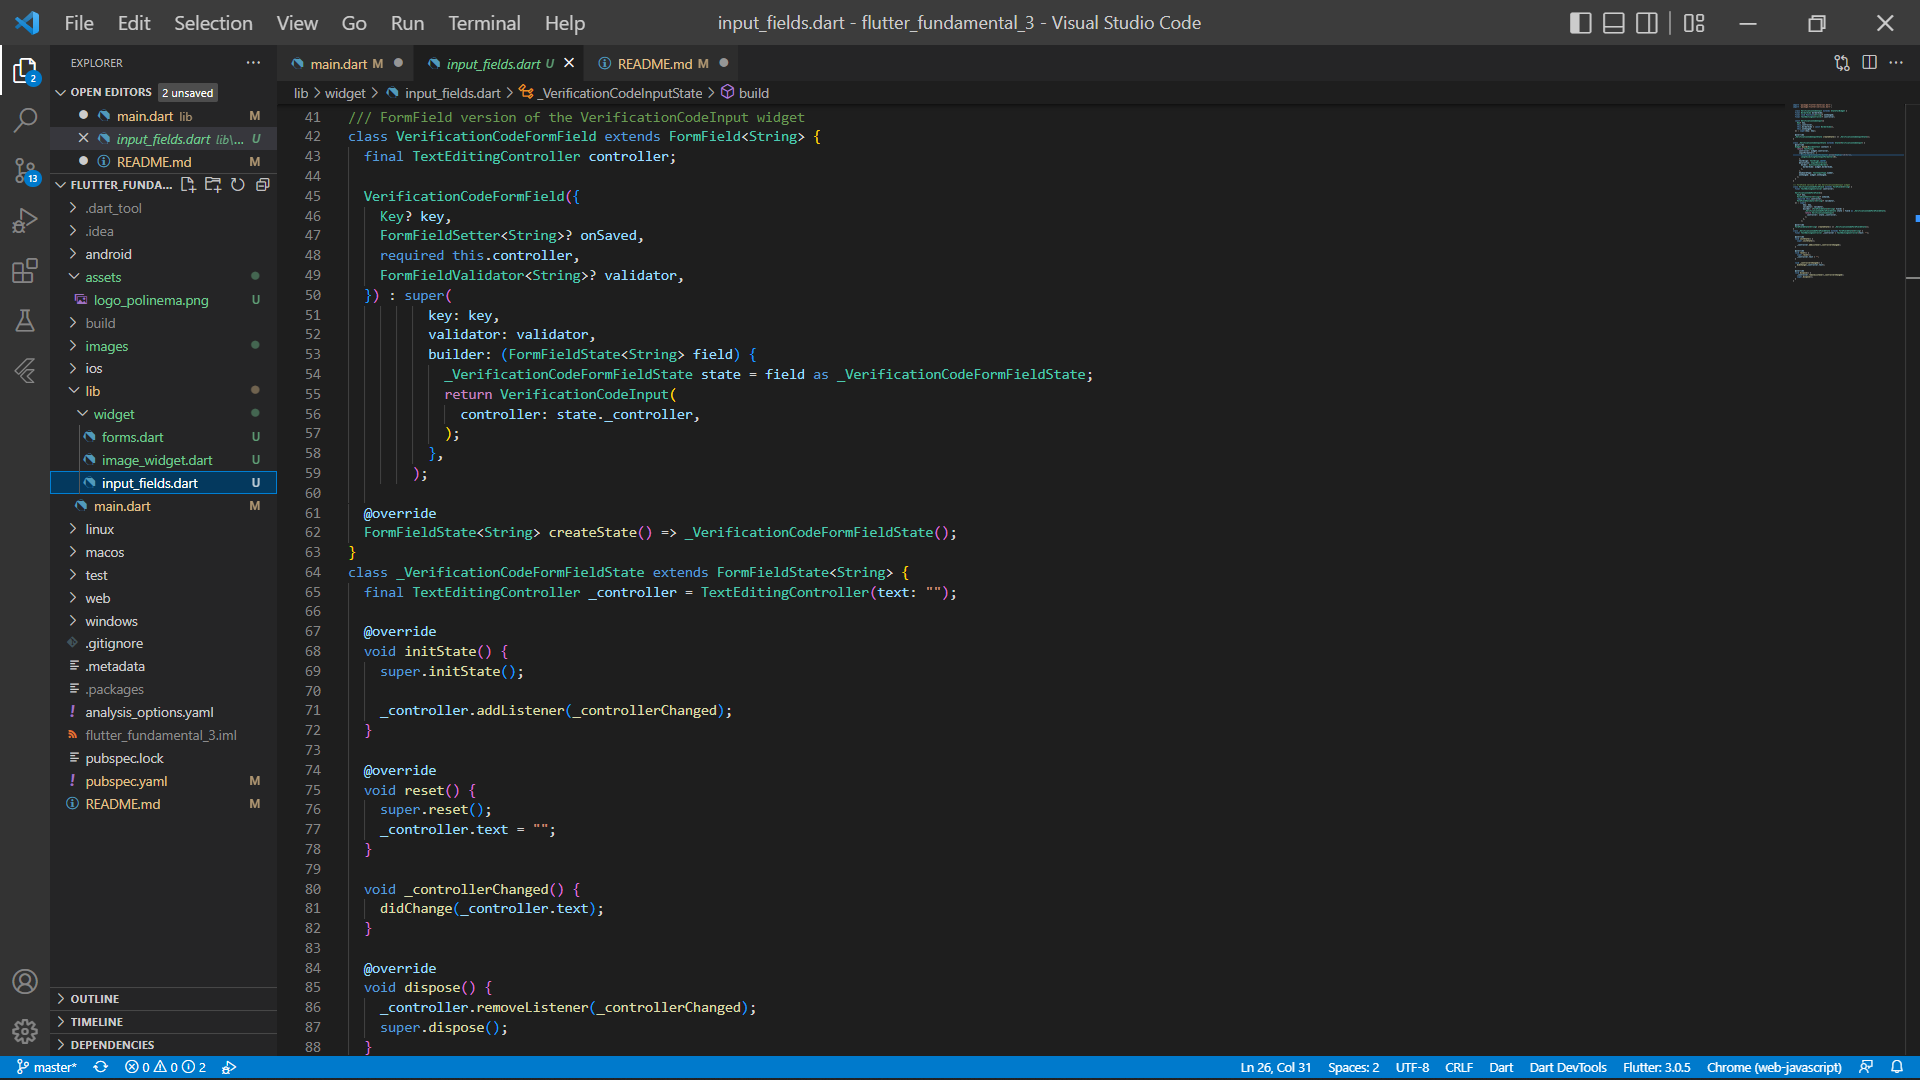 File Edit Selection View Go Run Terminal Help
input_fields.dart - flutter_fundamental_3 - Visual Studio Code
EXPLORER
OPEN EDITORS 2 unsaved
main.dart lib M
input_fields.dart lib\... U
README.md M
FLUTTER_FUNDA...
.dart_tool
.idea
android
assets
logo_polinema.png U
build
images
ios
lib
widget
forms.dart U
image_widget.dart U
input_fields.dart U
main.dart M
linux
macos
test
web
windows
.gitignore
.metadata
.packages
analysis_options.yaml
flutter_fundamental_3.iml
pubspec.lock
pubspec.yaml M
README.md M
OUTLINE
TIMELINE
DEPENDENCIES
2
13
main.dart M
input_fields.dart U
README.md M
lib > widget > input_fields.dart > _VerificationCodeInputState > build
41 /// FormField version of the VerificationCodeInput widget
42 class VerificationCodeFormField extends FormField<String> {
43 final TextEditingController controller;
44
45 VerificationCodeFormField({
46 Key? key,
47 FormFieldSetter<String>? onSaved,
48 required this.controller,
49 FormFieldValidator<String>? validator,
50 }) : super(
51 key: key,
52 validator: validator,
53 builder: (FormFieldState<String> field) {
54 _VerificationCodeFormFieldState state = field as _VerificationCodeFormFieldState;
55 return VerificationCodeInput(
56 controller: state._controller,
57 );
58 },
59 );
60
61 @override
62 FormFieldState<String> createState() => _VerificationCodeFormFieldState();
63 }
64 class _VerificationCodeFormFieldState extends FormFieldState<String> {
65 final TextEditingController _controller = TextEditingController(text: "");
66
67 @override
68 void initState() {
69 super.initState();
70
71 _controller.addListener(_controllerChanged);
72 }
73
74 @override
75 void reset() {
76 super.reset();
77 _controller.text = "";
78 }
79
80 void _controllerChanged() {
81 didChange(_controller.text);
82 }
83
84 @override
85 void dispose() {
86 _controller.removeListener(_controllerChanged);
87 super.dispose();
88 }
master* 0 0 2
Ln 26, Col 31 Spaces: 2 UTF-8 CRLF Dart Dart DevTools Flutter: 3.0.5 Chrome (web-javascript)